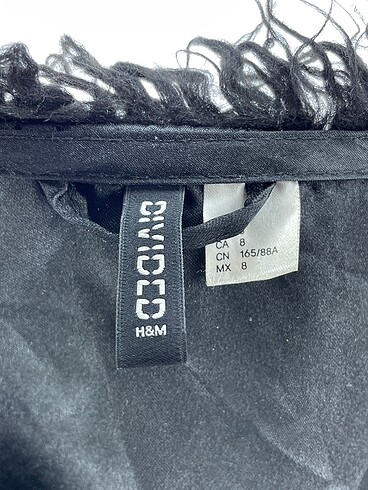 DIVIDED
H&M
CA 8
CN 165/88A
MX 8